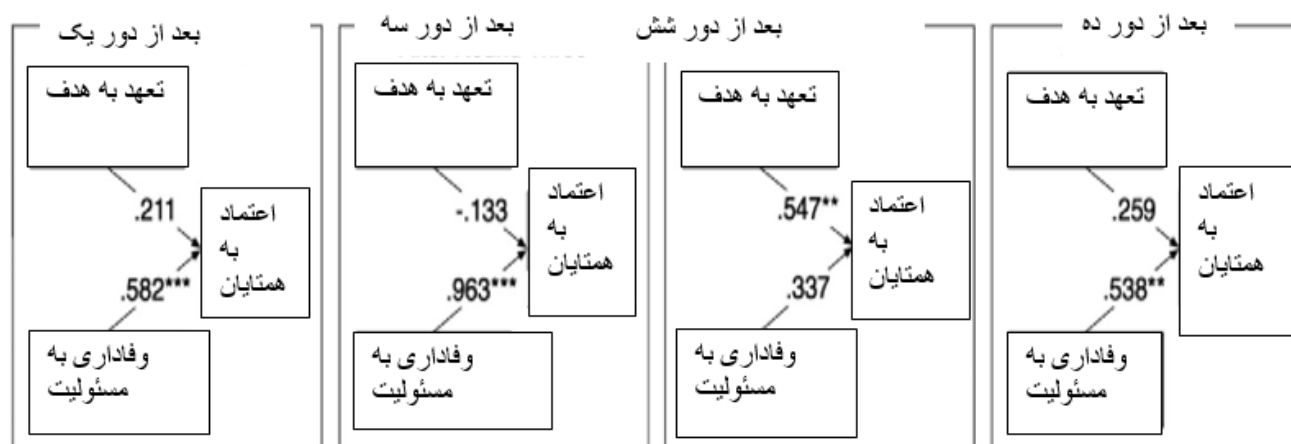 بعد از دور یک
تعهد به هدف
.211
اعتماد
به
همتایان
.582***
وفاداری به
مسئولیت
بعد از دور سه
تعهد به هدف
-.133
اعتماد
به
همتایان
.963***
وفاداری به
مسئولیت
بعد از دور شش
تعهد به هدف
.547**
اعتماد
به
همتایان
.337
وفاداری به
مسئولیت
بعد از دور ده
تعهد به هدف
.259
اعتماد
به
همتایان
.538**
وفاداری به
مسئولیت